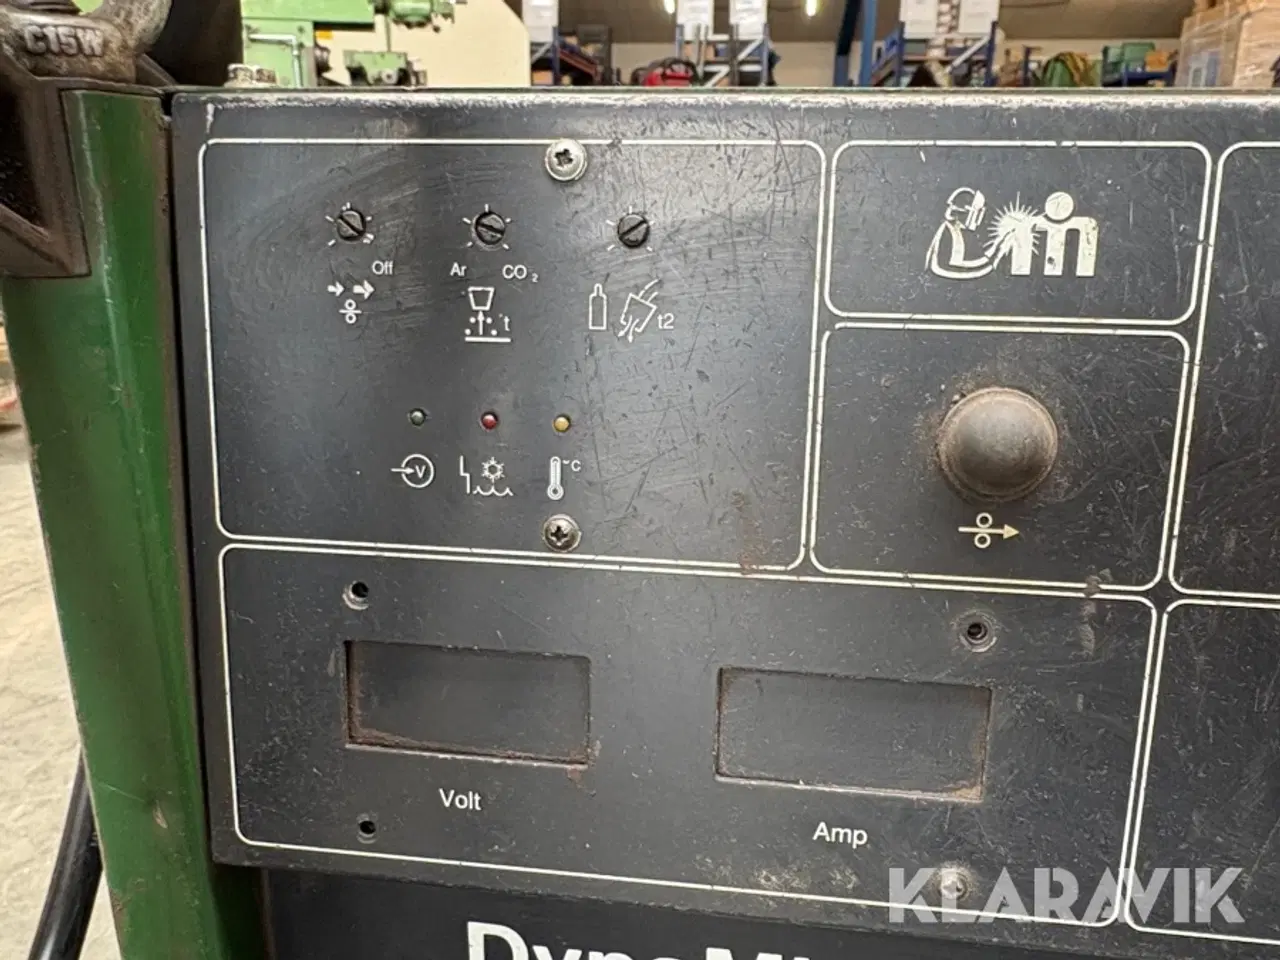 C15W
Off
Ar CO₂
t
t2
V
°C
Volt
Amp
KLARAVIK